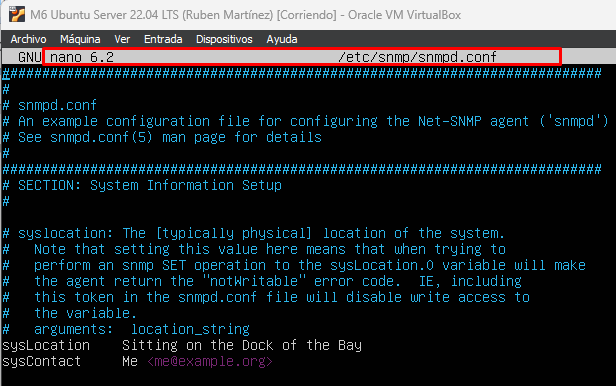 M6 Ubuntu Server 22.04 LTS (Ruben Martínez) [Corriendo] - Oracle VM VirtualBox
Archivo Máquina Ver Entrada Dispositivos Ayuda
GNU nano 6.2 /etc/snmp/snmpd.conf
###########################################################################
#
# snmpd.conf
# An example configuration file for configuring the Net-SNMP agent ('snmpd')
# See snmpd.conf(5) man page for details
#
###########################################################################
# SECTION: System Information Setup
#

# syslocation: The [typically physical] location of the system.
#   Note that setting this value here means that when trying to
#   perform an snmp SET operation to the sysLocation.0 variable will make
#   the agent return the "notWritable" error code.  IE, including
#   this token in the snmpd.conf file will disable write access to
#   the variable.
#   arguments:  location_string
sysLocation    Sitting on the Dock of the Bay
sysContact     Me <me@example.org>